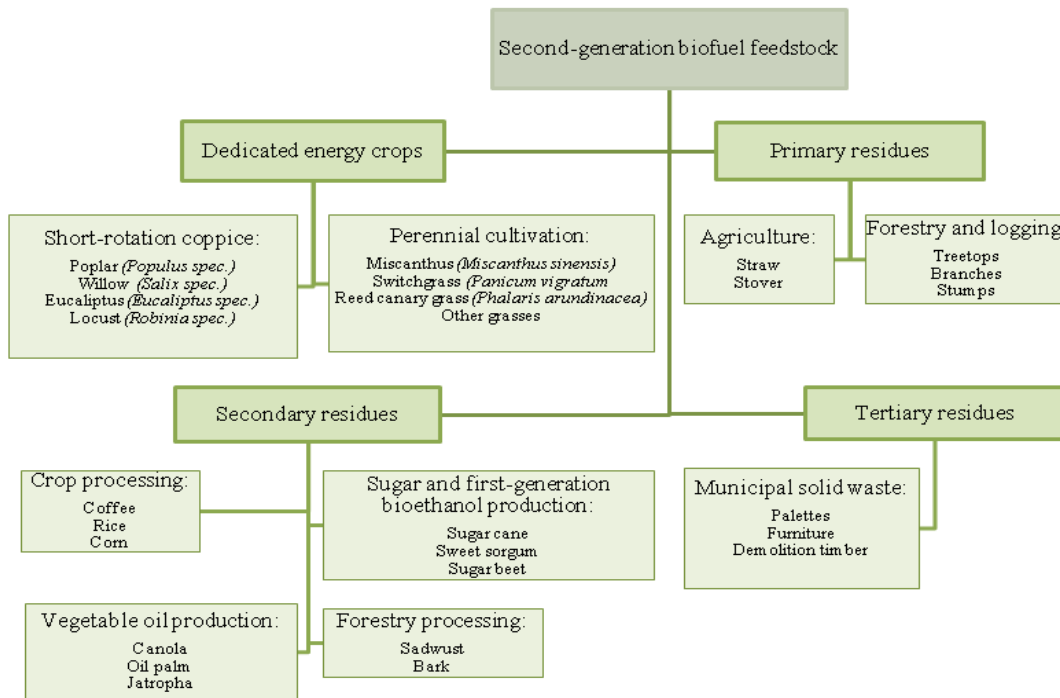 Second-generation biofuel feedstock
Dedicated energy crops
Primary residues
Short-rotation coppice:
Poplar (Populus spec.)
Willow (Salix spec.)
Eucaliptus (Eucaliptus spec.)
Locust (Robinia spec.)
Perennial cultivation:
Miscanthus (Miscanthus sinensis)
Switchgrass (Panicum vigratum
Reed canary grass (Phalaris arundinacea)
Other grasses
Agriculture:
Straw
Stover
Forestry and logging
Treetops
Branches
Stumps
Secondary residues
Tertiary residues
Crop processing:
Coffee
Rice
Corn
Sugar and first-generation
bioethanol production:
Sugar cane
Sweet sorgum
Sugar beet
Municipal solid waste:
Palettes
Furniture
Demolition timber
Vegetable oil production:
Canola
Oil palm
Jatropha
Forestry processing:
Sadwust
Bark